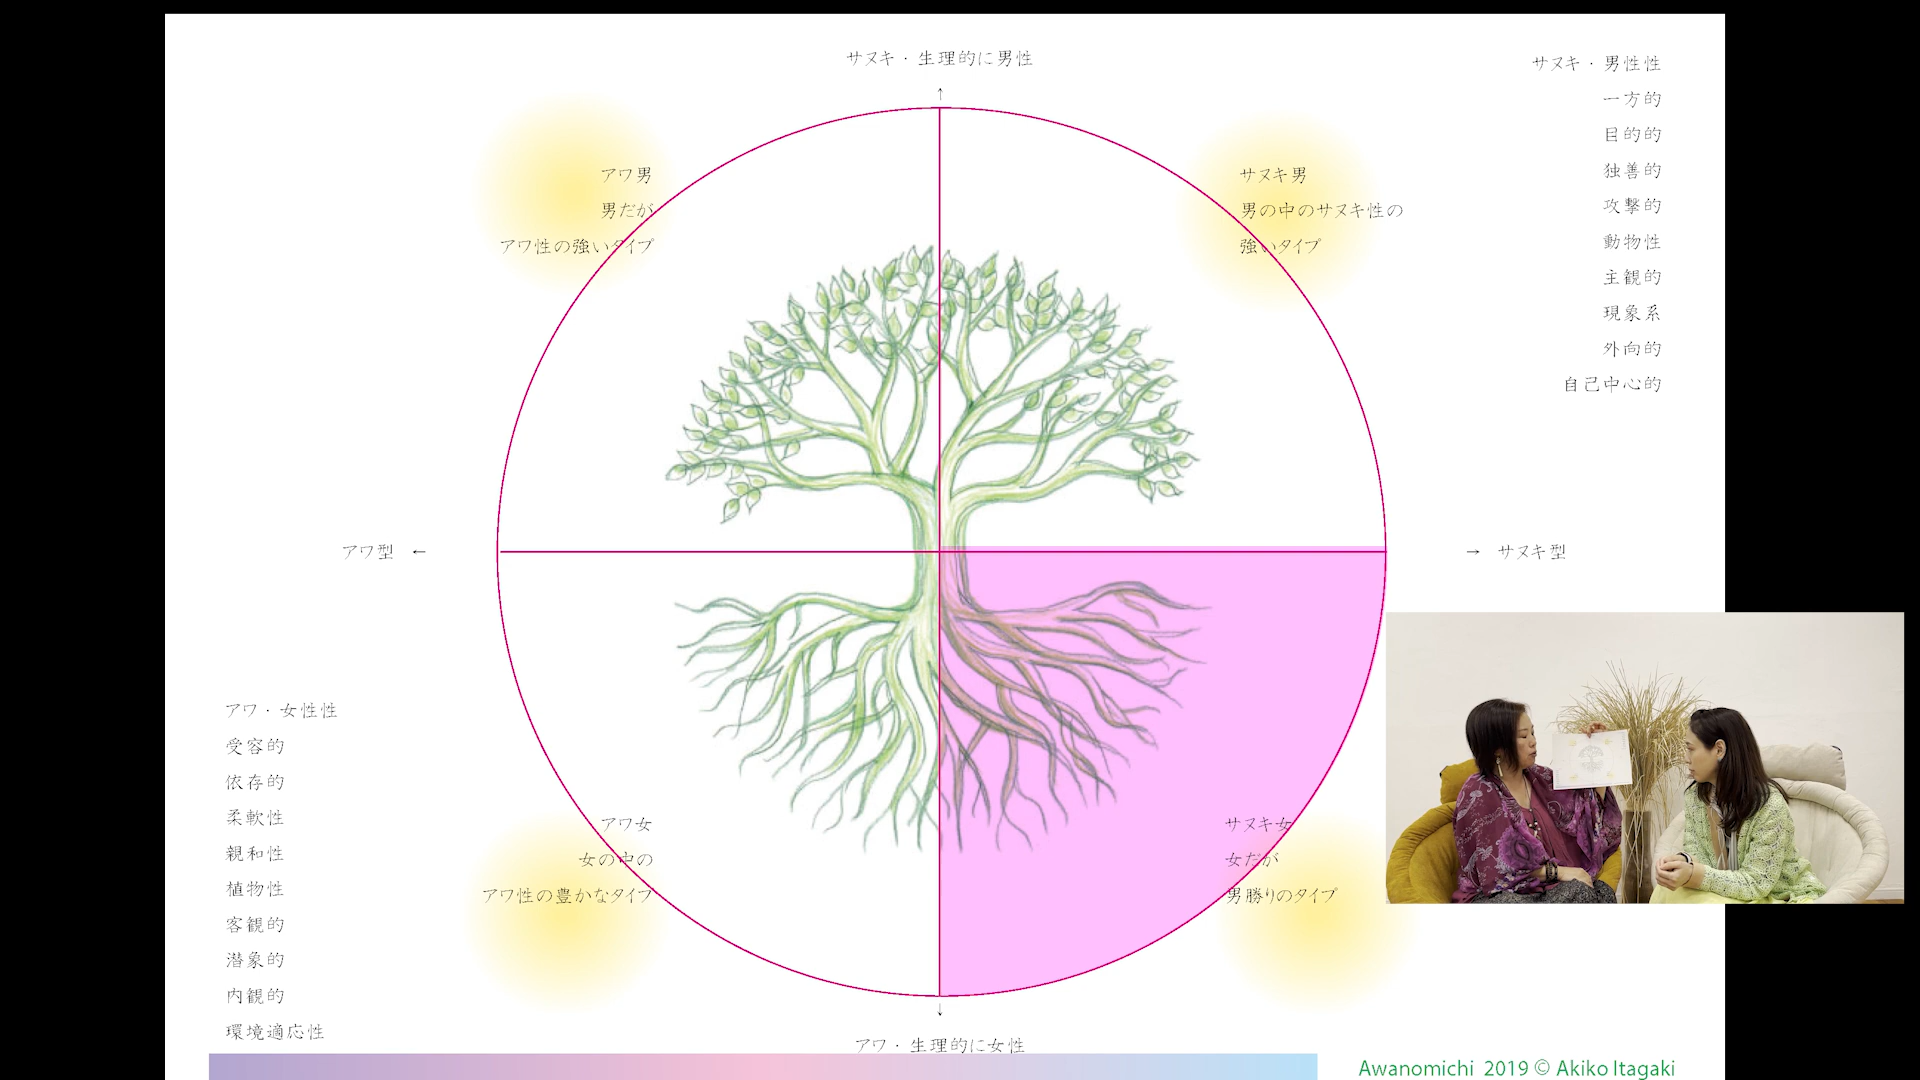 サヌキ・生理的に男性
↑
サヌキ・男性性
一方的
目的的
独善的
攻撃的
動物性
主観的
現象系
外向的
自己中心的
アワ男
男だが
アワ性の強いタイプ
サヌキ男
男の中のサヌキ性の
強いタイプ
アワ型 ←
→ サヌキ型
アワ・女性性
受容的
依存的
柔軟性
親和性
植物性
客観的
潜象的
内観的
環境適応性
アワ女
女の中の
アワ性の豊かなタイプ
サヌキ女
女だが
男勝りのタイプ
↓
アワ・生理的に女性
Awanomichi 2019 © Akiko Itagaki